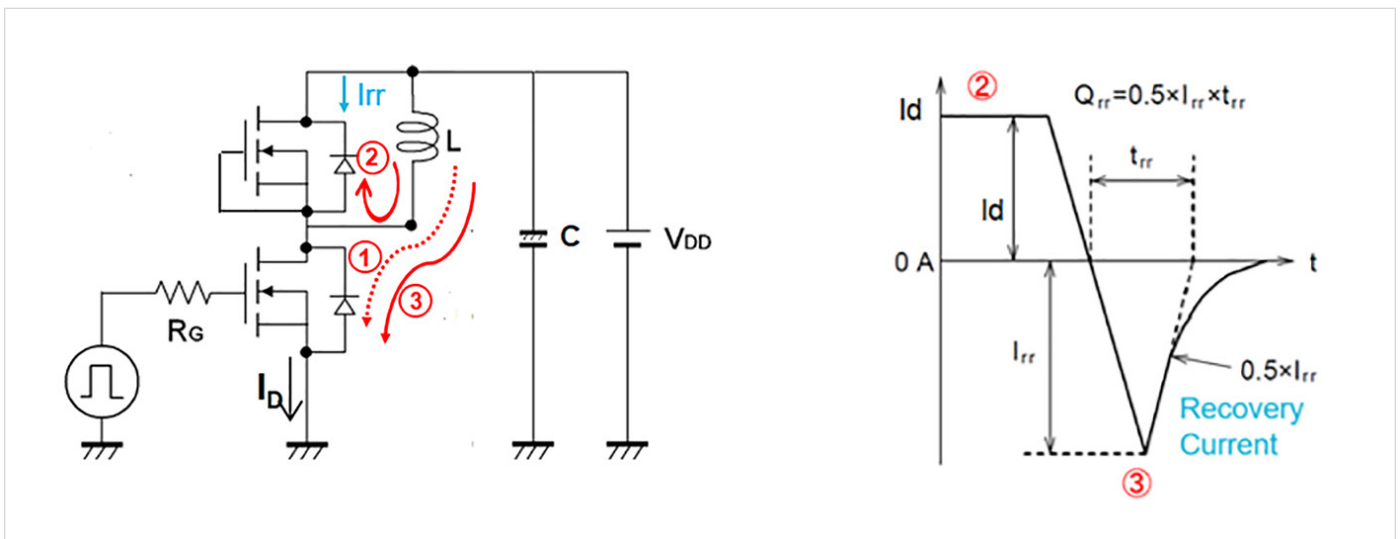 Irr
L
②
①
③
C
VDD
RG
ID
②
Qrr=0.5×Irr×trr
Id
trr
Id
0 A
t
Irr
0.5×Irr
Recovery
Current
③